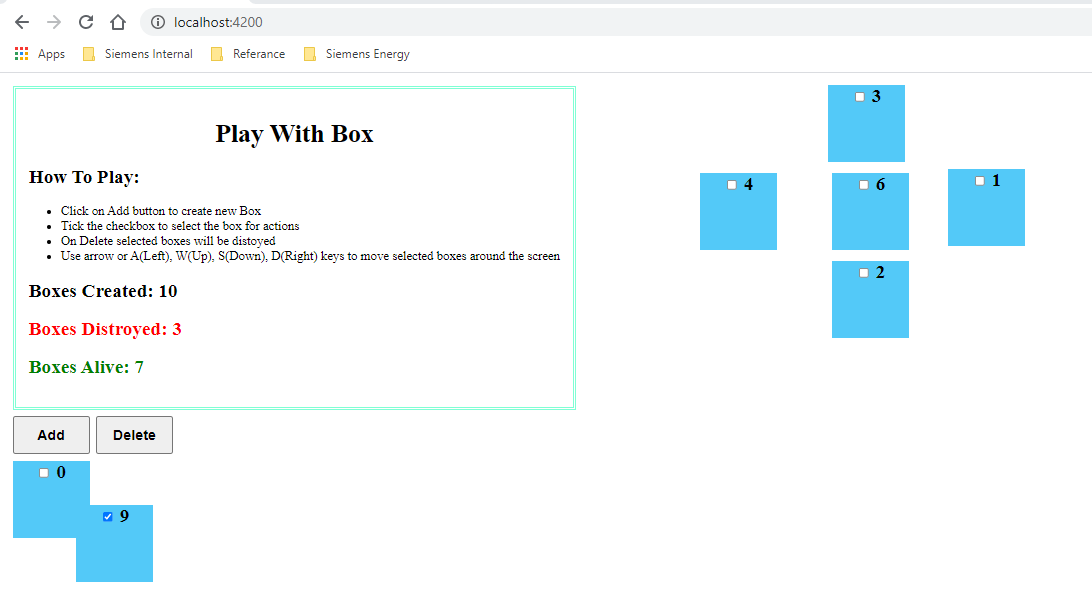 localhost:4200
Apps Siemens Internal Referance Siemens Energy
Play With Box
How To Play:
Click on Add button to create new Box
Tick the checkbox to select the box for actions
On Delete selected boxes will be distoyed
Use arrow or A(Left), W(Up), S(Down), D(Right) keys to move selected boxes around the screen
Boxes Created: 10
Boxes Distroyed: 3
Boxes Alive: 7
Add Delete
0
9
3
4 6 1
2